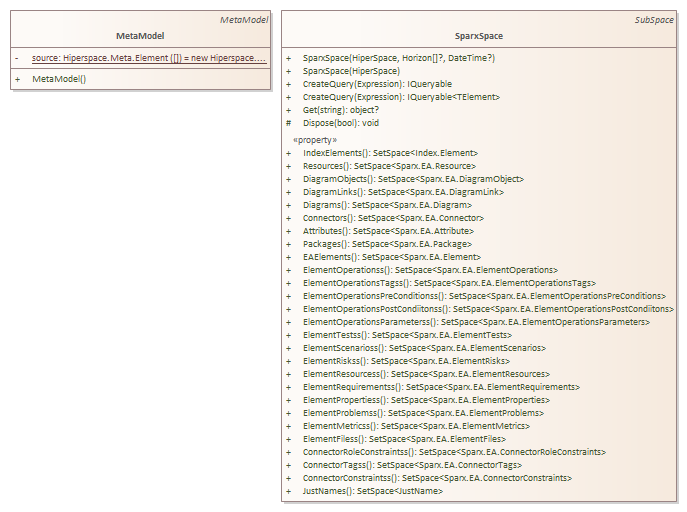 MetaModel
MetaModel
- source: Hiperspace.Meta.Element ([]) = new Hiperspace....
+ MetaModel()
SubSpace
SparxSpace
+ SparxSpace(HiperSpace, Horizon[]?, DateTime?)
+ SparxSpace(HiperSpace)
+ CreateQuery(Expression): IQueryable
+ CreateQuery(Expression): IQueryable<TElement>
+ Get(string): object?
# Dispose(bool): void
«property»
+ IndexElements(): SetSpace<Index.Element>
+ Resources(): SetSpace<Sparx.EA.Resource>
+ DiagramObjects(): SetSpace<Sparx.EA.DiagramObject>
+ DiagramLinks(): SetSpace<Sparx.EA.DiagramLink>
+ Diagrams(): SetSpace<Sparx.EA.Diagram>
+ Connectors(): SetSpace<Sparx.EA.Connector>
+ Attributes(): SetSpace<Sparx.EA.Attribute>
+ Packages(): SetSpace<Sparx.EA.Package>
+ EAElements(): SetSpace<Sparx.EA.Element>
+ ElementOperationss(): SetSpace<Sparx.EA.ElementOperations>
+ ElementOperationsTagss(): SetSpace<Sparx.EA.ElementOperationsTags>
+ ElementOperationsPreConditionss(): SetSpace<Sparx.EA.ElementOperationsPreConditions>
+ ElementOperationsPostCondiitonss(): SetSpace<Sparx.EA.ElementOperationsPostCondiitons>
+ ElementOperationsParameterss(): SetSpace<Sparx.EA.ElementOperationsParameters>
+ ElementTestss(): SetSpace<Sparx.EA.ElementTests>
+ ElementScenarioss(): SetSpace<Sparx.EA.ElementScenarios>
+ ElementRiskss(): SetSpace<Sparx.EA.ElementRisks>
+ ElementResourcess(): SetSpace<Sparx.EA.ElementResources>
+ ElementRequirementss(): SetSpace<Sparx.EA.ElementRequirements>
+ ElementPropertiess(): SetSpace<Sparx.EA.ElementProperties>
+ ElementProblemss(): SetSpace<Sparx.EA.ElementProblems>
+ ElementMetricss(): SetSpace<Sparx.EA.ElementMetrics>
+ ElementFiless(): SetSpace<Sparx.EA.ElementFiles>
+ ConnectorRoleConstraintss(): SetSpace<Sparx.EA.ConnectorRoleConstraints>
+ ConnectorTagss(): SetSpace<Sparx.EA.ConnectorTags>
+ ConnectorConstraintss(): SetSpace<Sparx.EA.ConnectorConstraints>
+ JustNames(): SetSpace<JustName>